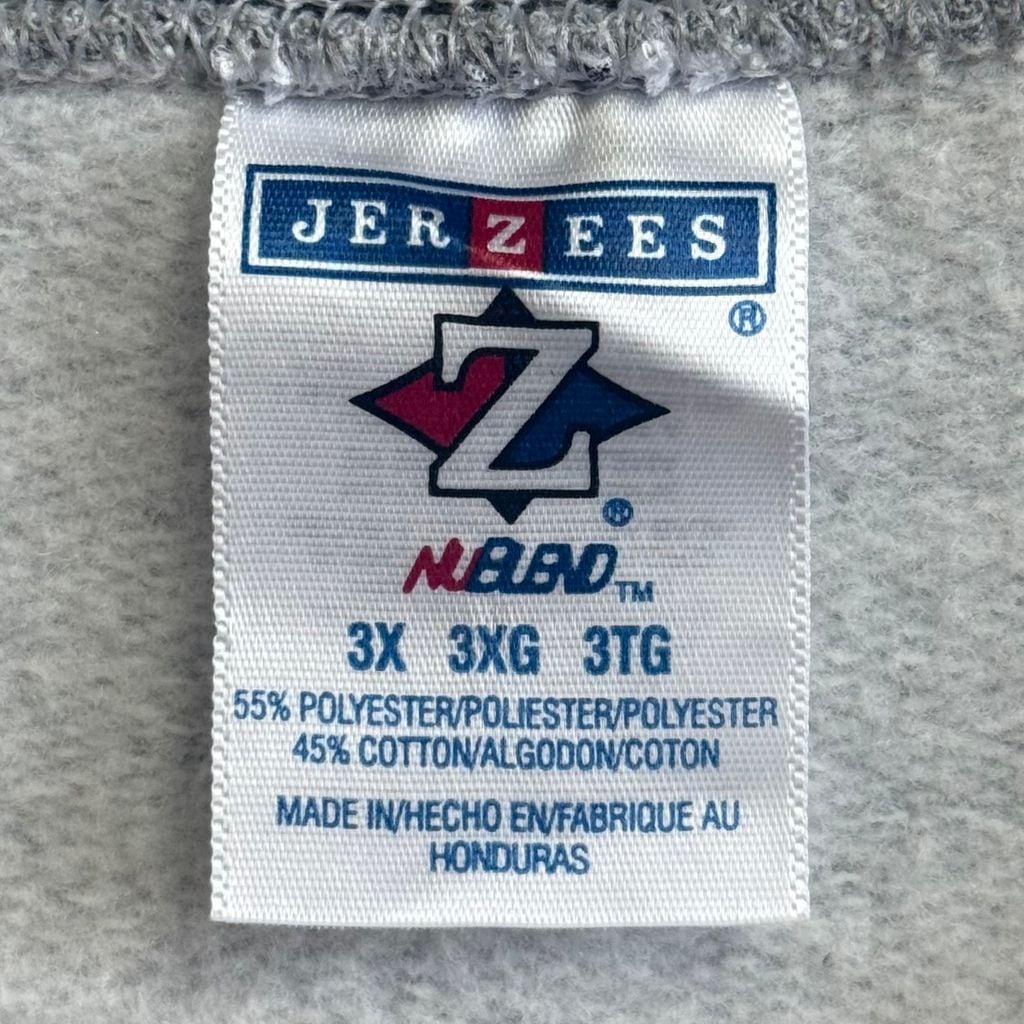 JERZEES
®
Z
®
NUBLEND™
3X 3XG 3TG
55% POLYESTER/POLIESTER/POLYESTER
45% COTTON/ALGODON/COTON
MADE IN/HECHO EN/FABRIQUE AU
HONDURAS